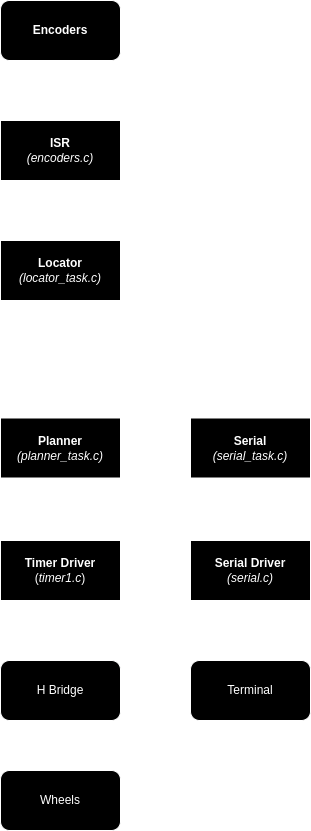 Encoders
ISR
(encoders.c)
Locator
(locator_task.c)
Planner
(planner_task.c)
Serial
(serial_task.c)
Timer Driver
(timer1.c)
Serial Driver
(serial.c)
H Bridge
Terminal
Wheels